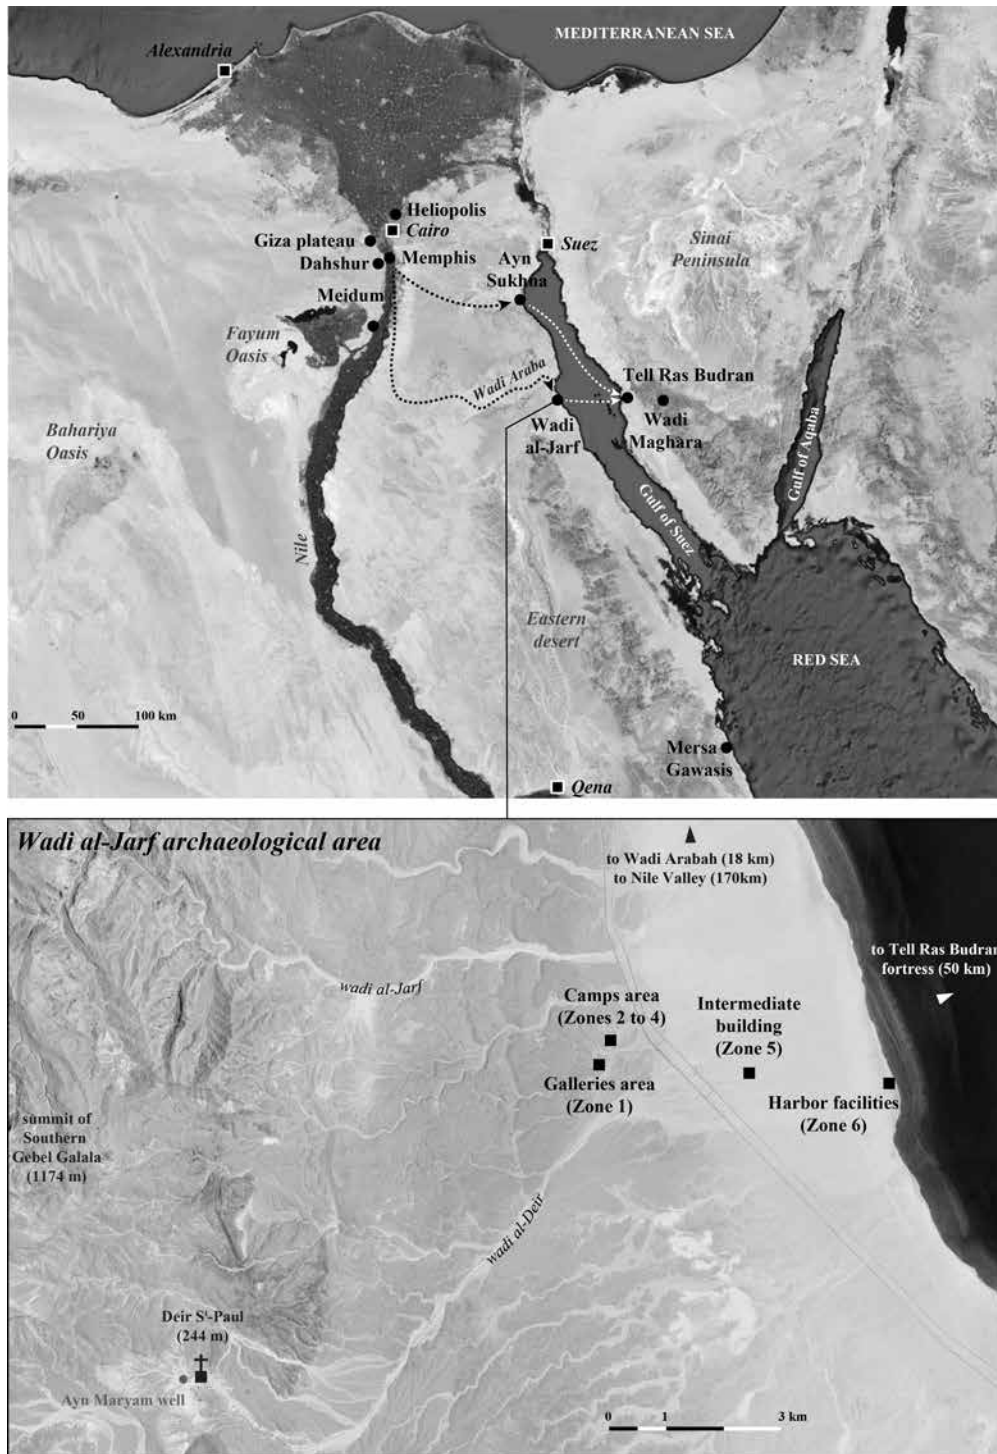 MEDITERRANEAN SEA
Alexandria
Heliopolis
Cairo
Giza plateau
Suez
Sinai
Peninsula
Dahshur
Memphis
Ayn
Sukhna
Meidum
Fayum
Oasis
Wadi Araba
Tell Ras Budran
Wadi
Maghara
Wadi
al-Jarf
Bahariya
Oasis
Gulf of Aqaba
Gulf of Suez
Nile
Eastern
desert
RED SEA
0 50 100 km
Mersa
Gawasis
Qena
Wadi al-Jarf archaeological area
to Wadi Arabah (18 km)
to Nile Valley (170km)
to Tell Ras Budran
fortress (50 km)
wadi al-Jarf
Camps area
(Zones 2 to 4)
Intermediate
building
(Zone 5)
Galleries area
(Zone 1)
Harbor facilities
(Zone 6)
summit of
Southern
Gebel Galala
(1174 m)
wadi al-Deir
Deir Sᵗ-Paul
(244 m)
Ayn Maryam well
0 1 3 km